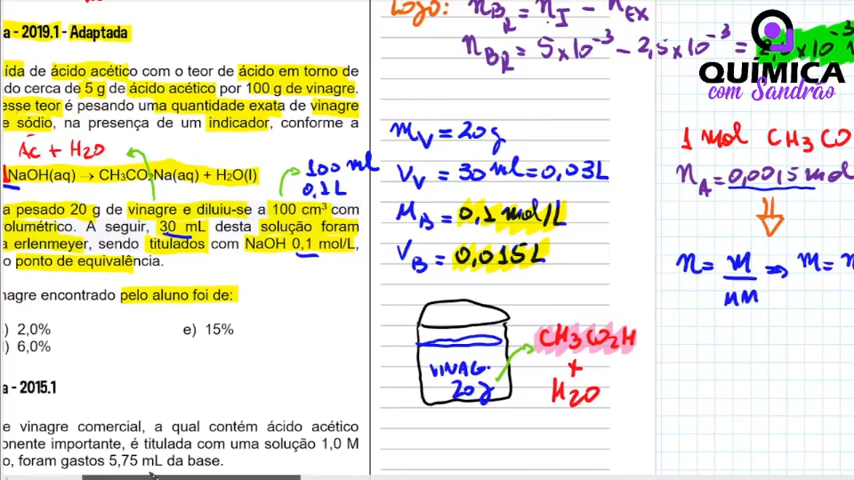 a - 2019.1 - Adaptada
ída de ácido acético com o teor de ácido em torno de
do cerca de 5 g de ácido acético por 100 g de vinagre.
esse teor é pesando uma quantidade exata de vinagre
e sódio, na presença de um indicador, conforme a
Ác + H2O
NaOH(aq) → CH3CO2Na(aq) + H2O(l)
100 ml
0,1L
a pesado 20 g de vinagre e diluiu-se a 100 cm³ com
olumétrico. A seguir, 30 mL desta solução foram
a erlenmeyer, sendo titulados com NaOH 0,1 mol/L,
o ponto de equivalência.
nagre encontrado pelo aluno foi de:
) 2,0%
e) 15%
) 6,0%
a - 2015.1
e vinagre comercial, a qual contém ácido acético
onente importante, é titulada com uma solução 1,0 M
o, foram gastos 5,75 mL da base.
Logo: nBR = nI - nEX
nBR = 5x10⁻³ - 2,5x10⁻³ =
mV = 20g
VV = 30 ml = 0,03L
MB = 0,1 mol/L
VB = 0,015L
VINAG.
20g
CH3CO2H
+
H2O
QUÍMICA
com Sandrão
1 mol CH3CO
nA = 0,0015 mol
n = m/MM ⇒ m = n